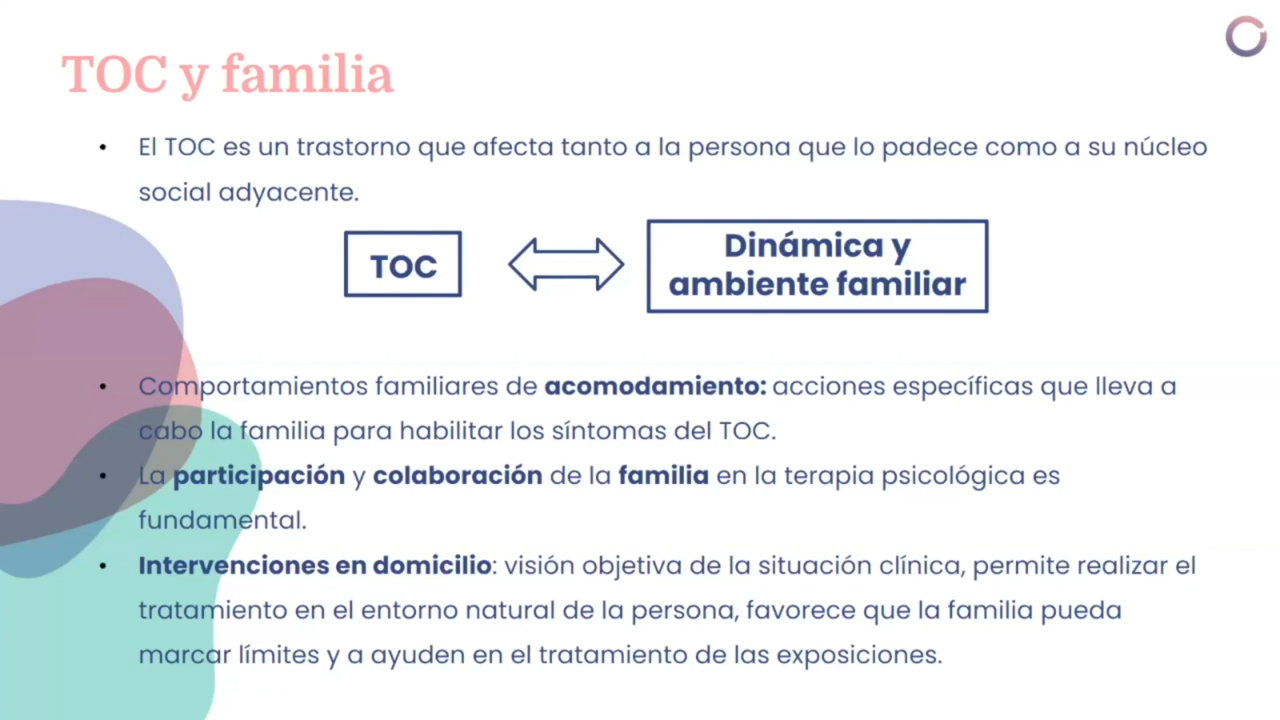 TOC y familia
• El TOC es un trastorno que afecta tanto a la persona que lo padece como a su núcleo
social adyacente.
TOC
Dinámica y
ambiente familiar
• Comportamientos familiares de acomodamiento: acciones específicas que lleva a
cabo la familia para habilitar los síntomas del TOC.
• La participación y colaboración de la familia en la terapia psicológica es
fundamental.
• Intervenciones en domicilio: visión objetiva de la situación clínica, permite realizar el
tratamiento en el entorno natural de la persona, favorece que la familia pueda
marcar límites y a ayuden en el tratamiento de las exposiciones.